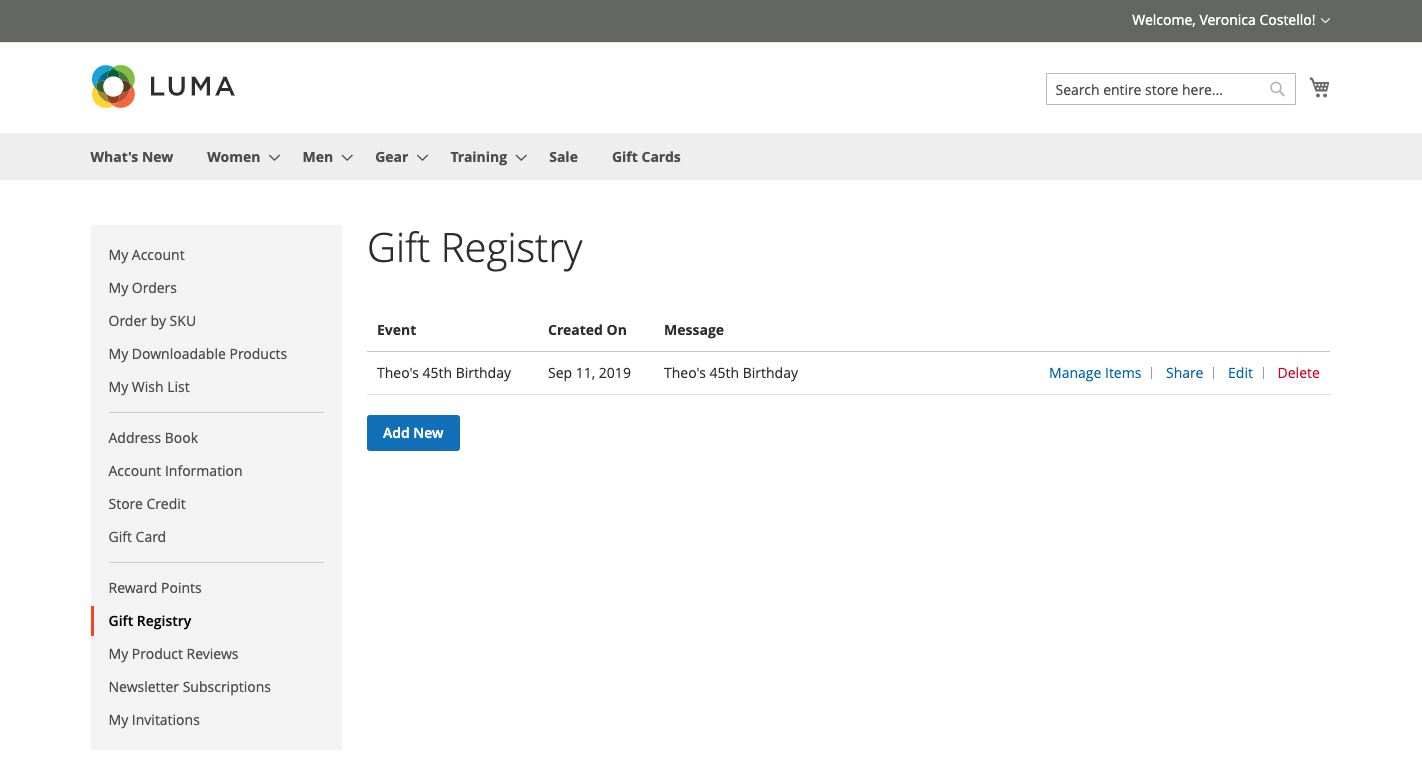 Welcome, Veronica Costello!
LUMA
Search entire store here...
What's New Women Men Gear Training Sale Gift Cards
My Account
My Orders
Order by SKU
My Downloadable Products
My Wish List
Address Book
Account Information
Store Credit
Gift Card
Reward Points
Gift Registry
My Product Reviews
Newsletter Subscriptions
My Invitations
Gift Registry
Event Created On Message
Theo's 45th Birthday Sep 11, 2019 Theo's 45th Birthday Manage Items Share Edit Delete
Add New